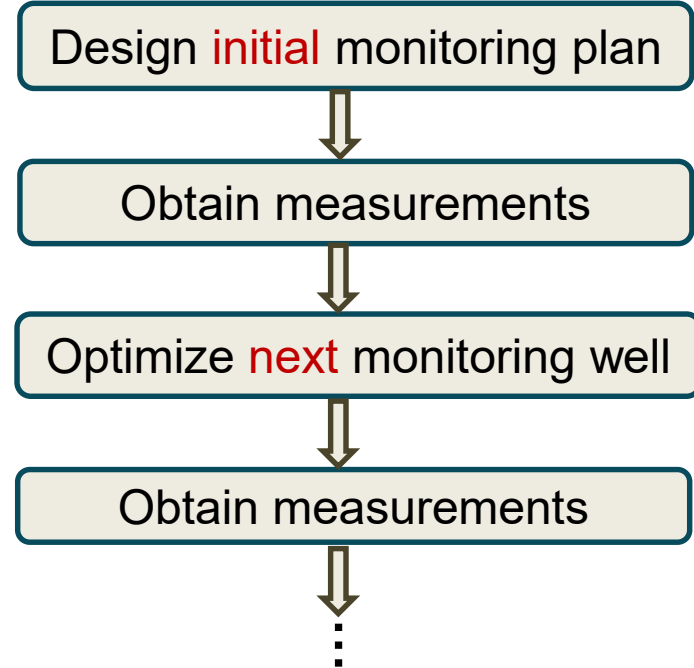 Design initial monitoring plan
Obtain measurements
Optimize next monitoring well
Obtain measurements